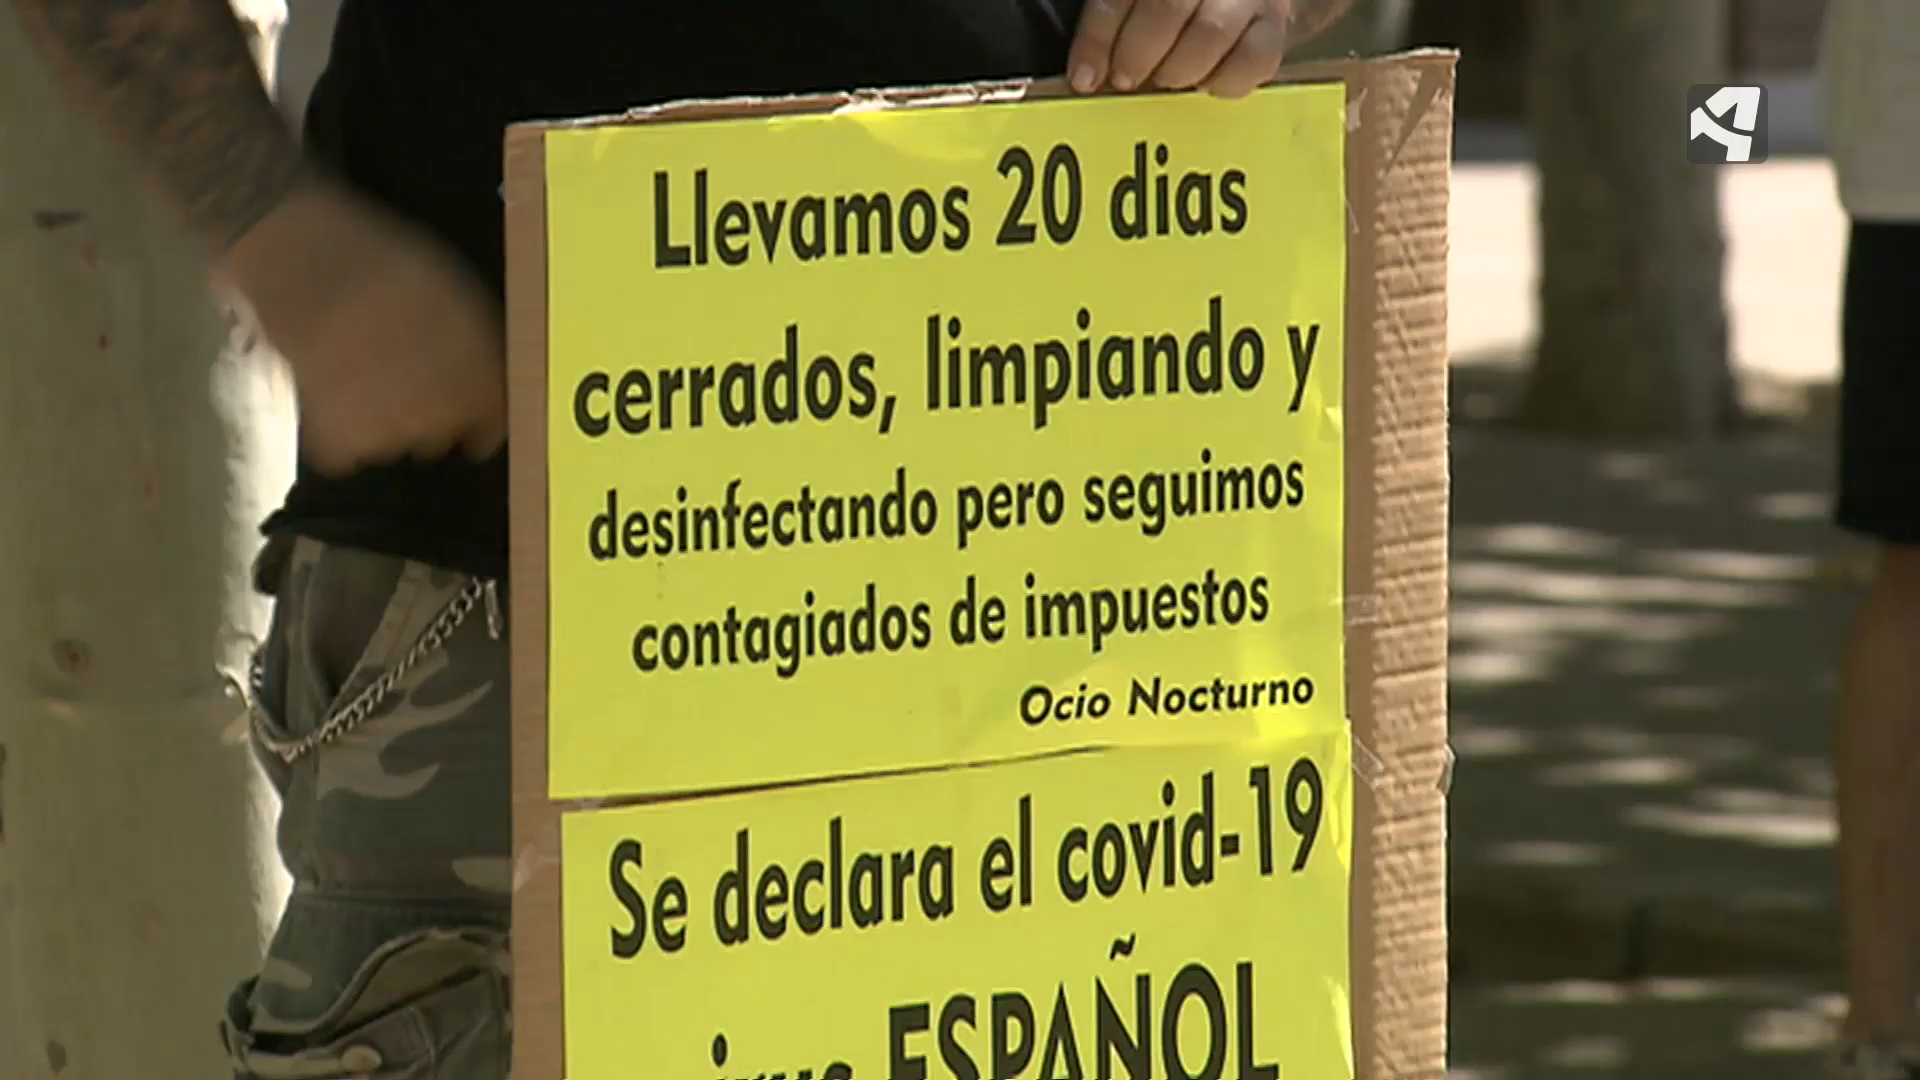 Llevamos 20 dias
cerrados, limpiando y
desinfectando pero seguimos
contagiados de impuestos
Ocio Nocturno
Se declara el covid-19
ESPAÑOL